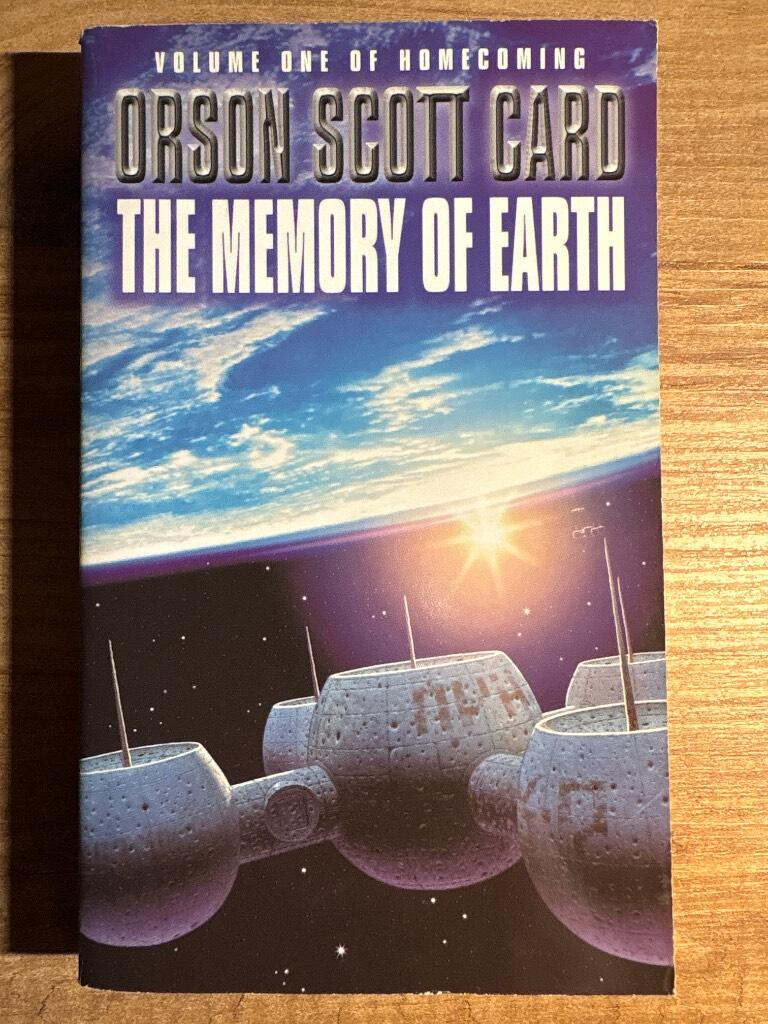 VOLUME ONE OF HOMECOMING
ORSON SCOTT CARD
THE MEMORY OF EARTH